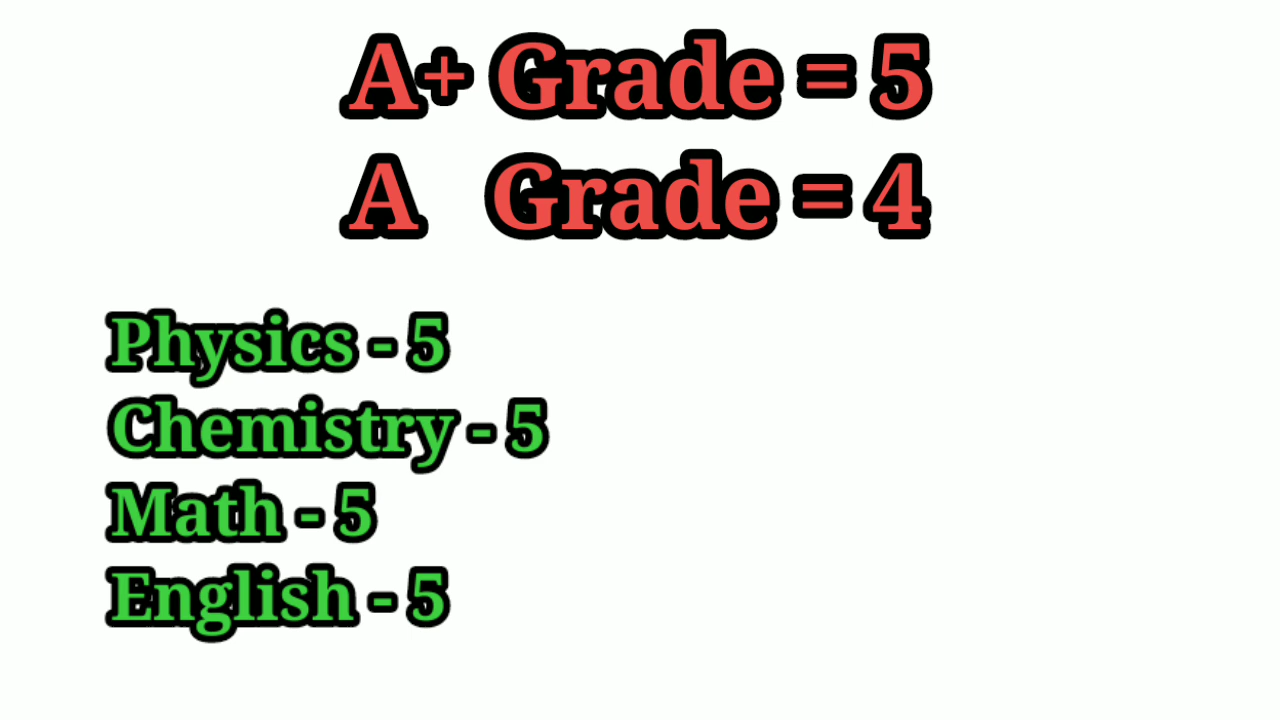 A+ Grade = 5
A Grade = 4
Physics - 5
Chemistry - 5
Math - 5
English - 5